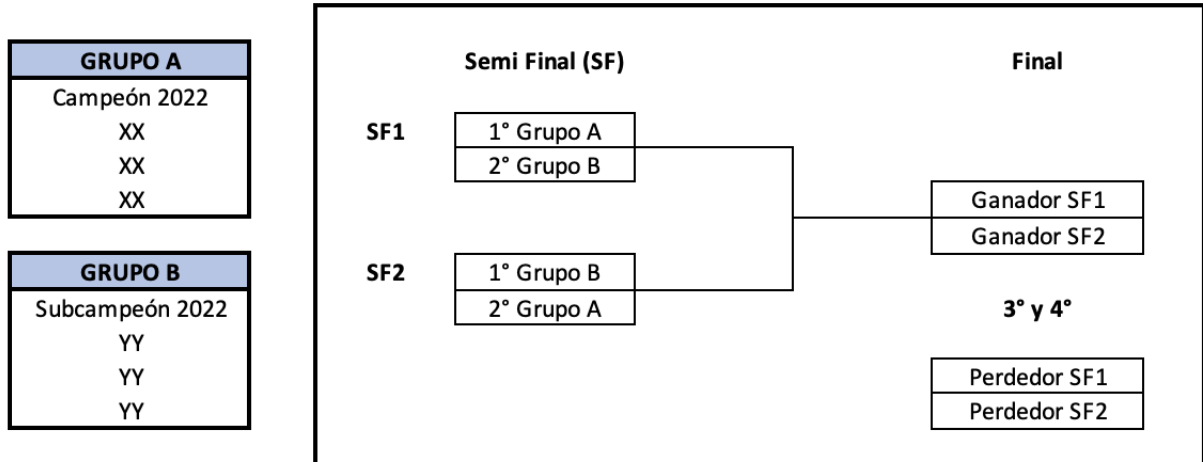 GRUPO A
Campeón 2022
XX
XX
XX
GRUPO B
Subcampeón 2022
YY
YY
YY
Semi Final (SF)
Final
SF1
1° Grupo A
2° Grupo B
SF2
1° Grupo B
2° Grupo A
Ganador SF1
Ganador SF2
3° y 4°
Perdedor SF1
Perdedor SF2